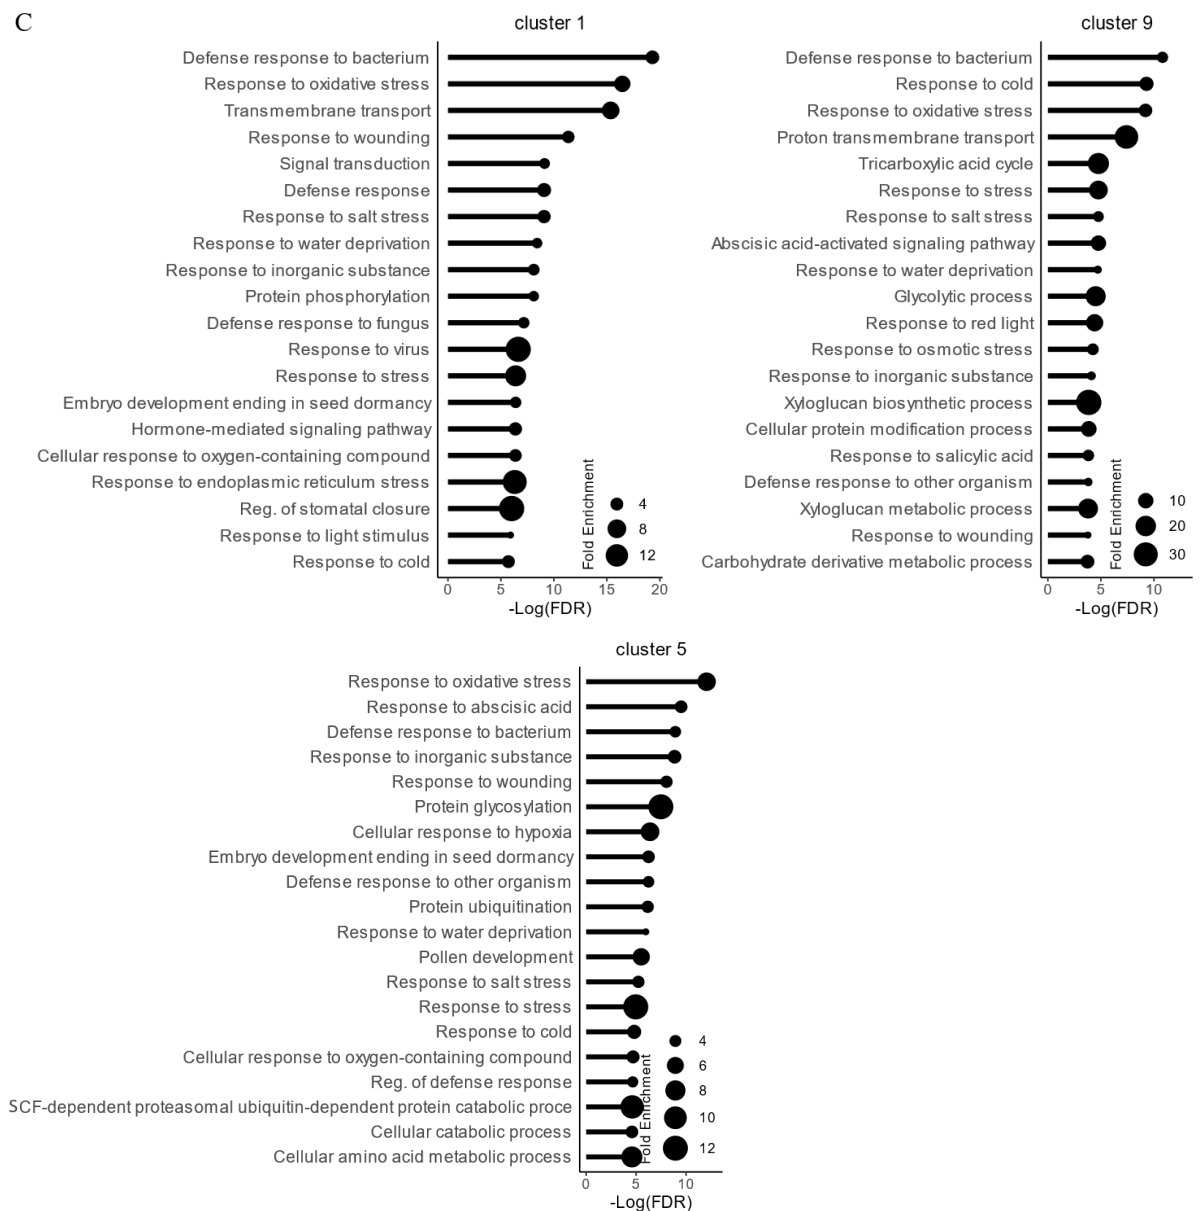 C
cluster 1
Defense response to bacterium
Response to oxidative stress
Transmembrane transport
Response to wounding
Signal transduction
Defense response
Response to salt stress
Response to water deprivation
Response to inorganic substance
Protein phosphorylation
Defense response to fungus
Response to virus
Response to stress
Embryo development ending in seed dormancy
Hormone-mediated signaling pathway
Cellular response to oxygen-containing compound
Response to endoplasmic reticulum stress
Reg. of stomatal closure
Response to light stimulus
Response to cold
Fold Enrichment
4
8
12
0 5 10 15 20
-Log(FDR)
cluster 9
Defense response to bacterium
Response to cold
Response to oxidative stress
Proton transmembrane transport
Tricarboxylic acid cycle
Response to stress
Response to salt stress
Abscisic acid-activated signaling pathway
Response to water deprivation
Glycolytic process
Response to red light
Response to osmotic stress
Response to inorganic substance
Xyloglucan biosynthetic process
Cellular protein modification process
Response to salicylic acid
Defense response to other organism
Xyloglucan metabolic process
Response to wounding
Carbohydrate derivative metabolic process
Fold Enrichment
10
20
30
0 5 10
-Log(FDR)
cluster 5
Response to oxidative stress
Response to abscisic acid
Defense response to bacterium
Response to inorganic substance
Response to wounding
Protein glycosylation
Cellular response to hypoxia
Embryo development ending in seed dormancy
Defense response to other organism
Protein ubiquitination
Response to water deprivation
Pollen development
Response to salt stress
Response to stress
Response to cold
Cellular response to oxygen-containing compound
Reg. of defense response
SCF-dependent proteasomal ubiquitin-dependent protein catabolic proce
Cellular catabolic process
Cellular amino acid metabolic process
Fold Enrichment
4
6
8
10
12
0 5 10
-Log(FDR)